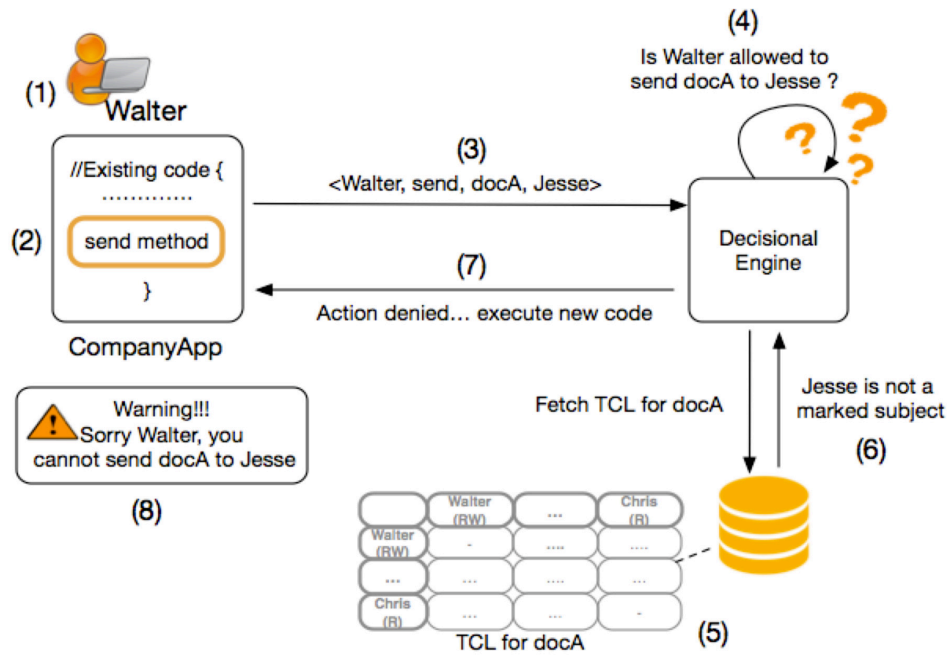 (4)
Is Walter allowed to
send docA to Jesse ?
? ? ?
(1)
Walter
//Existing code {
.............
(2)
send method
}
CompanyApp
(3)
<Walter, send, docA, Jesse>
(7)
Action denied... execute new code
Decisional
Engine
Fetch TCL for docA
Jesse is not a
marked subject
(6)
!
Warning!!!
Sorry Walter, you
cannot send docA to Jesse
(8)
Walter
(RW)
...
Chris
(R)
Walter
(RW)
-
....
....
...
...
....
...
Chris
(R)
...
...
-
(5)
TCL for docA